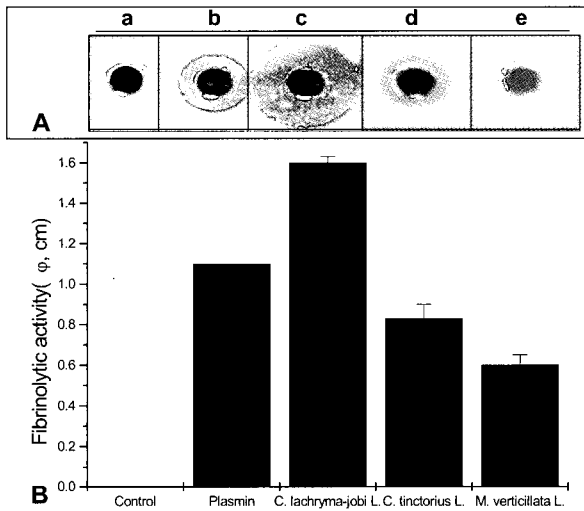 a b c d e
A
1.6
1.4
1.2
1.0
0.8
0.6
0.4
0.2
0.0
Fibrinolytic activity( φ, cm)
Control Plasmin C. lachryma-jobi L. C. tinctorius L. M. verticillata L.
B